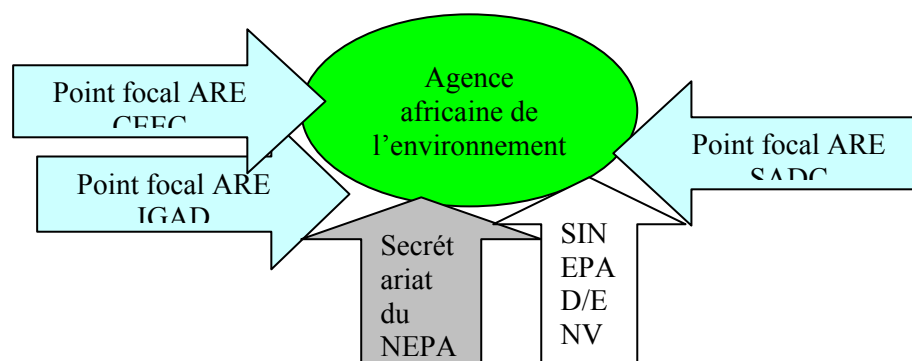 Agence
africaine de
l'environnement
Point focal ARE
Point focal ARE
IGAD
Point focal ARE
SADC
Secrét
ariat
du
NEPA
SIN
EPA
D/E
NV